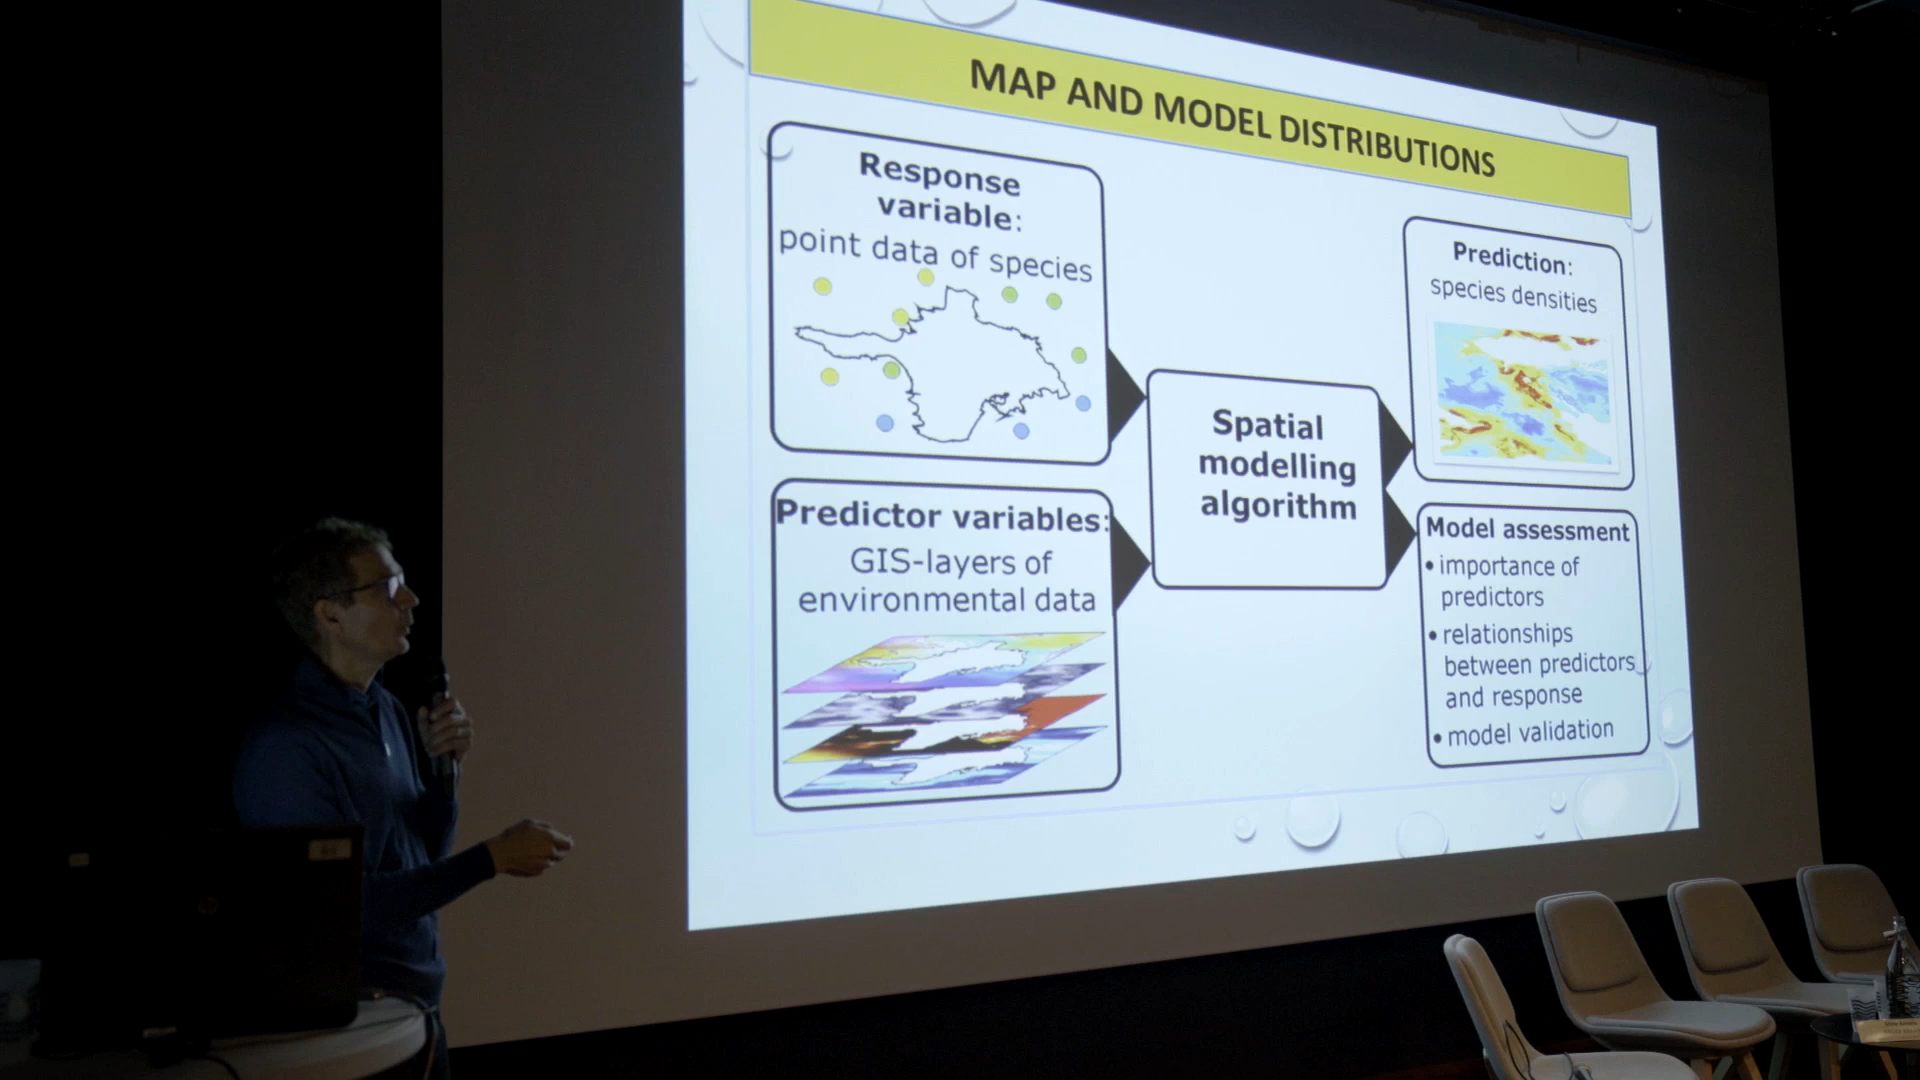 MAP AND MODEL DISTRIBUTIONS
Response
variable:
point data of species
Predictor variables:
GIS-layers of
environmental data
Spatial
modelling
algorithm
Prediction:
species densities
Model assessment
• importance of
predictors
• relationships
between predictors
and response
• model validation